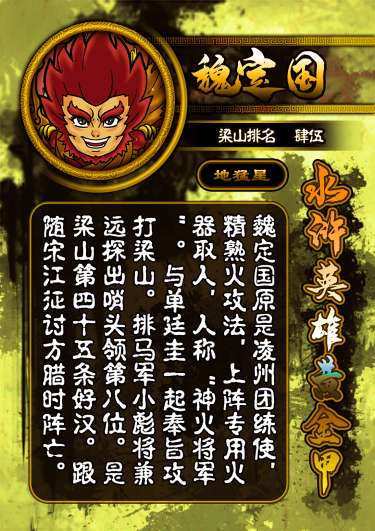 魏定国
梁山排名 肆伍
地猛星
水浒英雄黄金甲
魏定国原是凌州团练使，
精熟火攻法，上阵专用火
器取人，人称“神火将军
”。与单廷圭一起奉旨攻
打梁山。排马军小彪将兼
远探出哨头领第八位。是
梁山第四十五条好汉。跟
随宋江征讨方腊时阵亡。